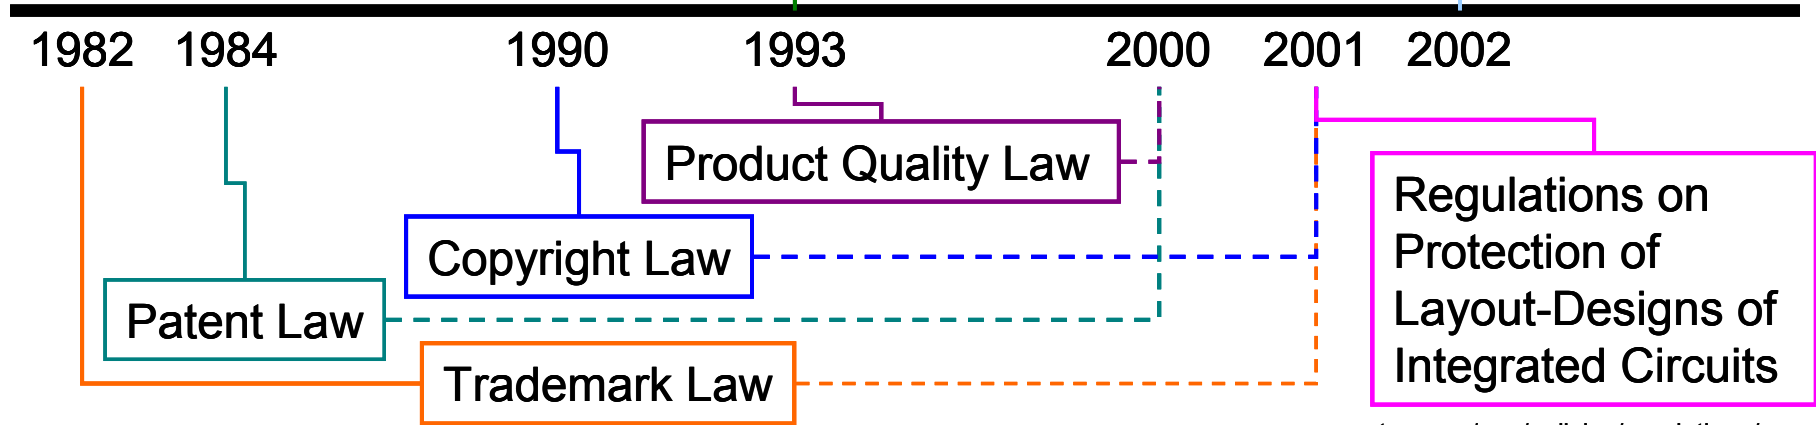 1982 1984 1990 1993 2000 2001 2002
Product Quality Law
Regulations on
Protection of
Layout-Designs of
Integrated Circuits
Copyright Law
Patent Law
Trademark Law